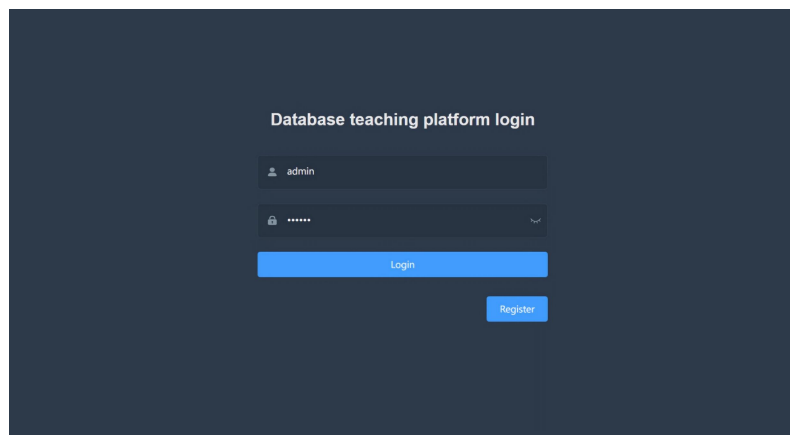 Database teaching platform login
admin
••••••
Login
Register